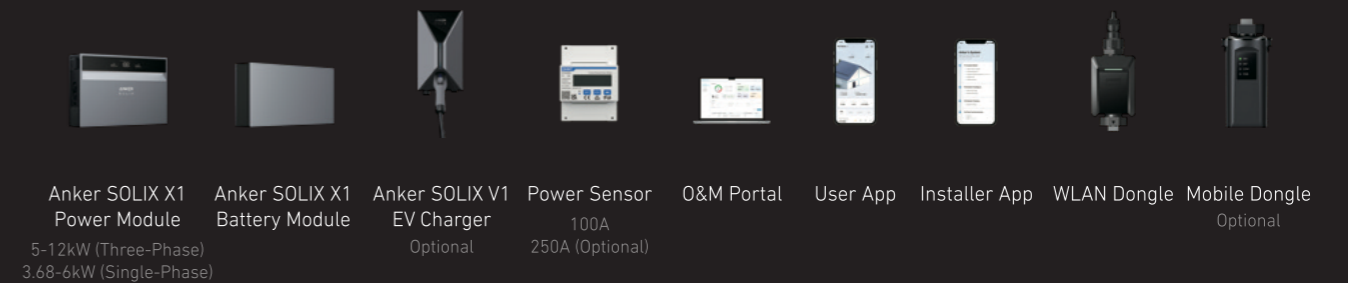 Anker SOLIX X1
Power Module
5-12kW (Three-Phase)
3.68-6kW (Single-Phase)
Anker SOLIX X1
Battery Module
Anker SOLIX V1
EV Charger
Optional
Power Sensor
100A
250A (Optional)
O&M Portal
User App
Installer App
WLAN Dongle
Mobile Dongle
Optional